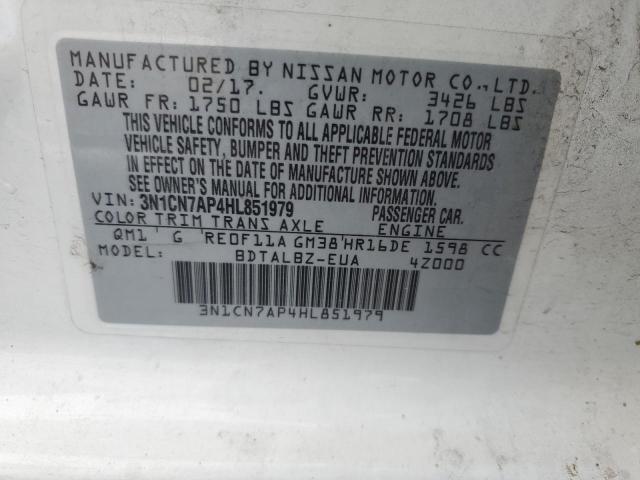 MANUFACTURED BY NISSAN MOTOR CO., LTD.
DATE: 02/17. GVWR: 3426 LBS
GAWR FR: 1750 LBS GAWR RR: 1708 LBS
THIS VEHICLE CONFORMS TO ALL APPLICABLE FEDERAL MOTOR
VEHICLE SAFETY, BUMPER AND THEFT PREVENTION STANDARDS
IN EFFECT ON THE DATE OF MANUFACTURE SHOWN ABOVE.
SEE OWNER'S MANUAL FOR ADDITIONAL INFORMATION.
VIN: 3N1CN7AP4HL851979 PASSENGER CAR.
COLOR TRIM TRANS AXLE ENGINE
QM1 G RE0F11A GM38 HR16DE 1598 CC
MODEL: BDTALBZ-EUA 4Z000
3N1CN7AP4HL851979